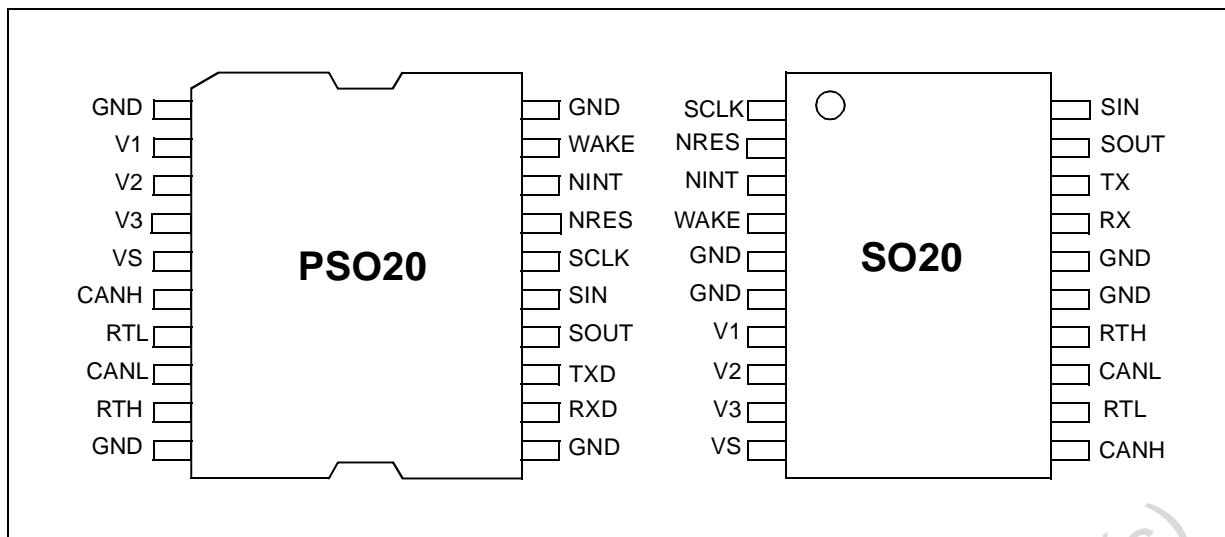 GND GND
V1 WAKE
V2 NINT
V3 NRES
VS SCLK
CANH SIN
RTL SOUT
CANL TXD
RTH RXD
GND GND
PSO20
SCLK SIN
NRES SOUT
NINT TX
WAKE RX
GND GND
GND GND
V1 RTH
V2 CANL
V3 RTL
VS CANH
SO20